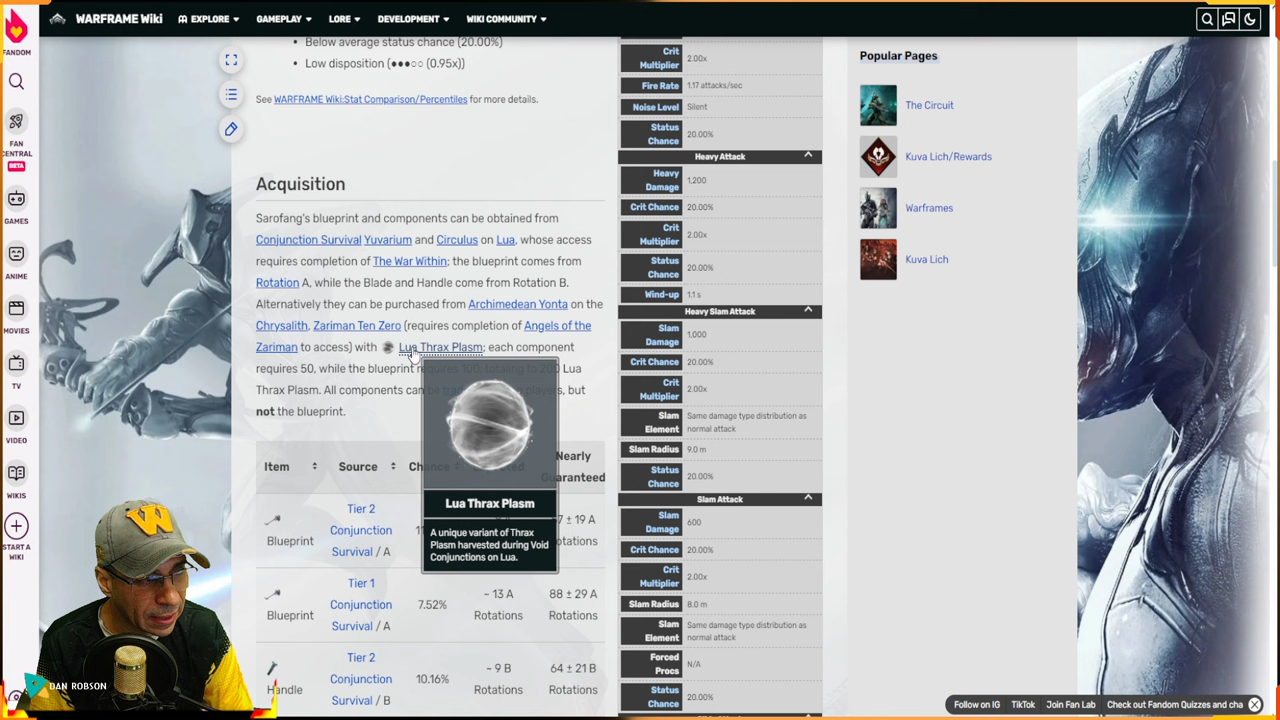 WARFRAME Wiki
EXPLORE
GAMEPLAY
LORE
DEVELOPMENT
WIKI COMMUNITY
FANDOM
FAN
CENTRAL
BETA
GAMES
ANIME
MOVIES
TV
VIDEO
WIKIS
START A
WIKI
Below average status chance (20.00%)
Low disposition (●●●○○ (0.95x))
See WARFRAME Wiki:Stat Comparison/Percentiles for more details.
Acquisition
Sarofang's blueprint and components can be obtained from
Conjunction Survival Yuvarium and Circulus on Lua, whose access
requires completion of The War Within; the blueprint comes from
Rotation A, while the Blade and Handle come from Rotation B.
Alternatively they can be purchased from Archimedean Yonta on the
Chrysalith, Zariman Ten Zero (requires completion of Angels of the
Zariman to access) with Lua Thrax Plasm; each component
requires 50, while the blueprint requires 100, totaling to 200 Lua
Thrax Plasm. All components can be players, but
not the blueprint.
Item Source Nearly
Guaranteed
Blueprint
Tier 2
Conjunction
Survival / A
± 19 A
Blueprint
Tier 1
Conjunction
Survival / A
7.52%
~ 13 A
Rotations
88 ± 29 A
Rotations
Handle
Tier 2
Conjunction
Survival / B
10.16%
~ 9 B
Rotations
64 ± 21 B
Rotations
Lua Thrax Plasm
A unique variant of Thrax
Plasm harvested during Void
Conjunctions on Lua.
Crit
Multiplier
2.00x
Fire Rate
1.17 attacks/sec
Noise Level
Silent
Status
Chance
20.00%
Heavy Attack
Heavy
Damage
1,200
Crit Chance
20.00%
Crit
Multiplier
2.00x
Status
Chance
20.00%
Wind-up
1.1 s
Heavy Slam Attack
Slam
Damage
1,000
Crit Chance
20.00%
Crit
Multiplier
2.00x
Slam
Element
Same damage type distribution as
normal attack
Slam Radius
9.0 m
Status
Chance
20.00%
Slam Attack
Slam
Damage
600
Crit Chance
20.00%
Crit
Multiplier
2.00x
Slam Radius
8.0 m
Slam
Element
Same damage type distribution as
normal attack
Forced
Procs
N/A
Status
Chance
20.00%
Popular Pages
The Circuit
Kuva Lich/Rewards
Warframes
Kuva Lich
W
DAN ROBSON
Follow on IG
TikTok
Join Fan Lab
Check out Fandom Quizzes and cha